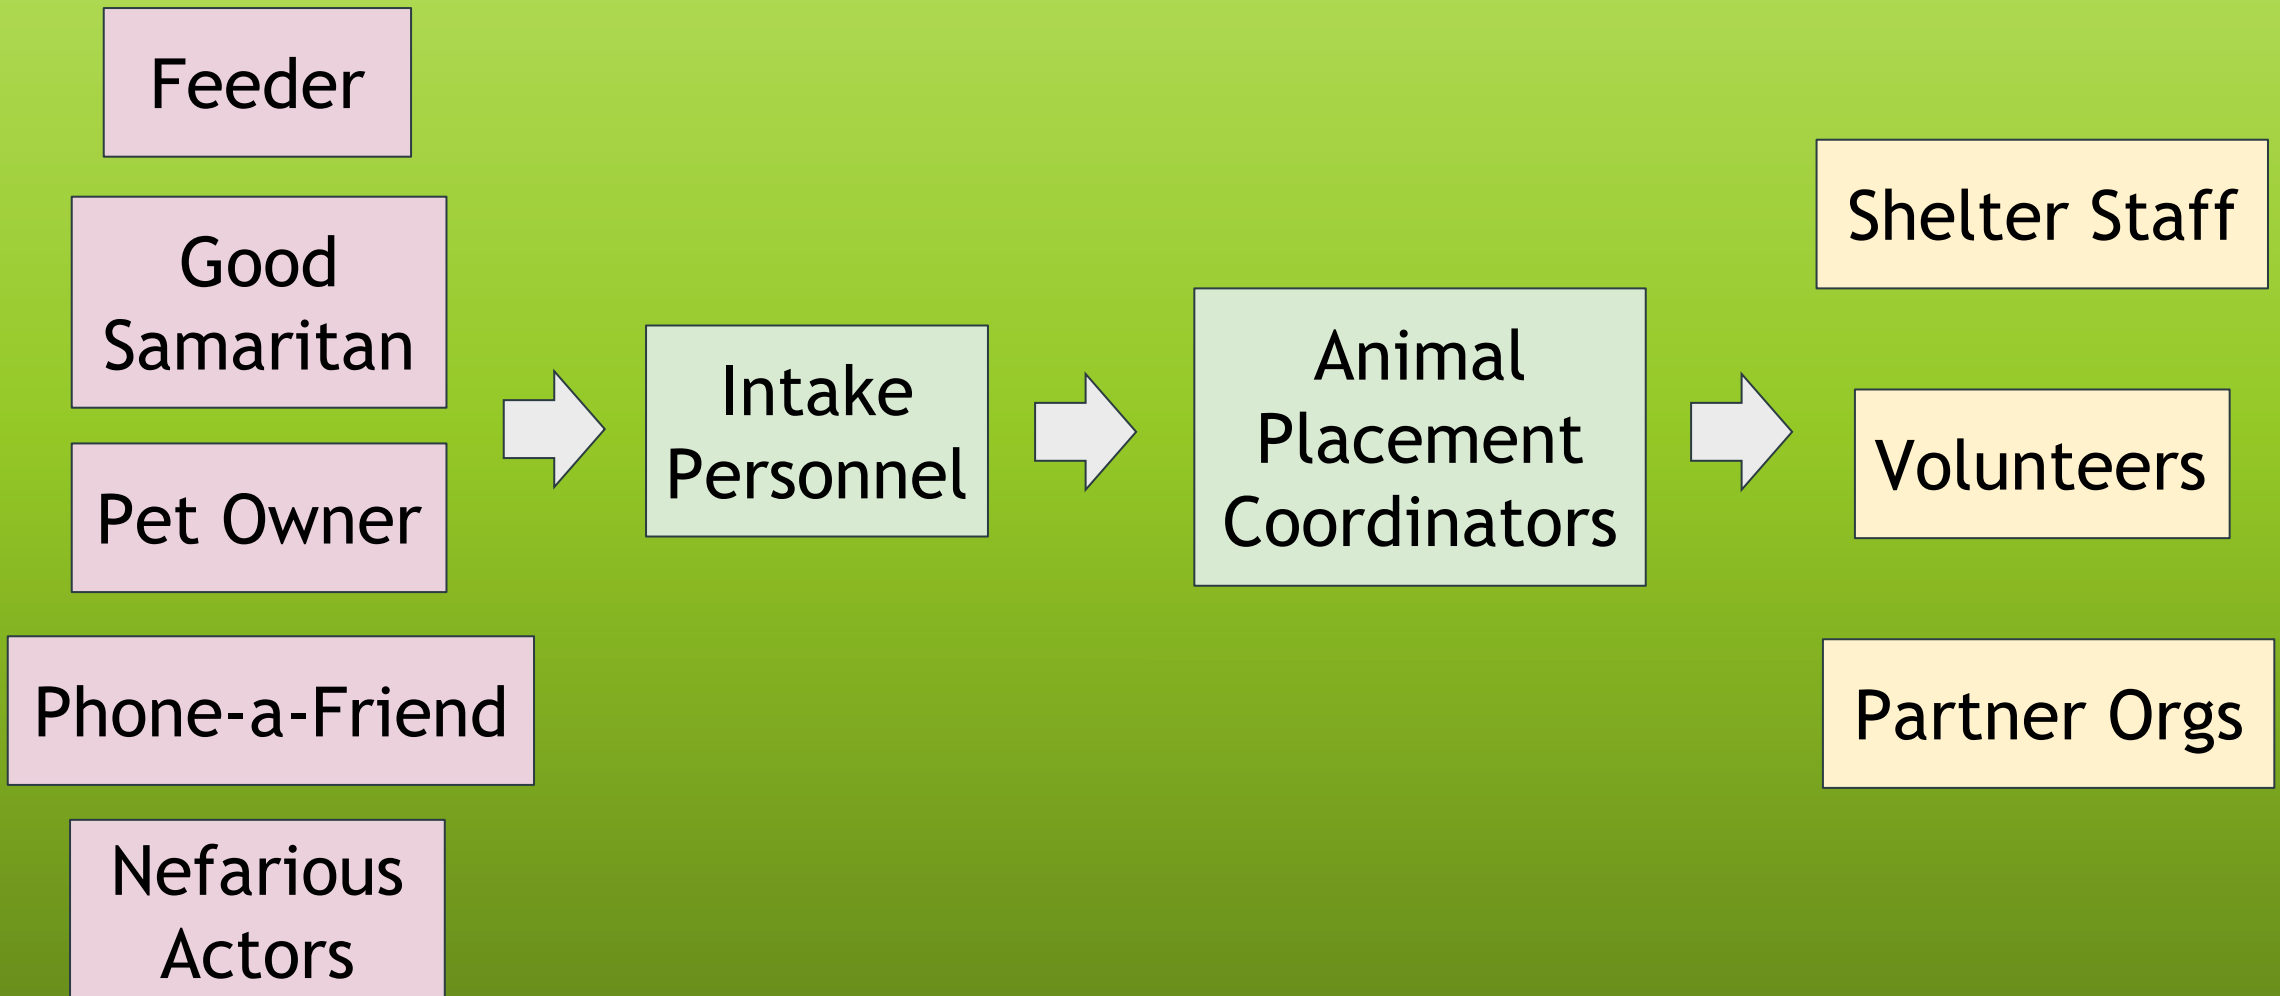 Feeder
Good
Samaritan
Pet Owner
Phone-a-Friend
Nefarious
Actors
Intake
Personnel
Animal
Placement
Coordinators
Shelter Staff
Volunteers
Partner Orgs